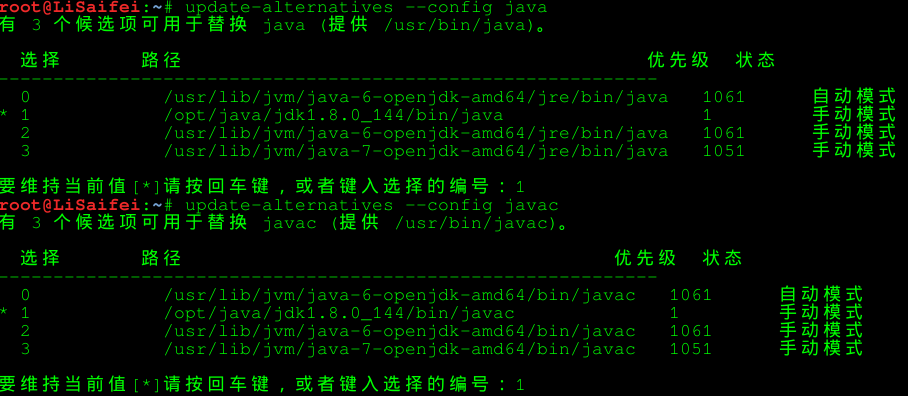 root@LiSaifei:~# update-alternatives --config java
有 3 个候选项可用于替换 java (提供 /usr/bin/java)。
选择 路径 优先级 状态
------------------------------------------------------------
0 /usr/lib/jvm/java-6-openjdk-amd64/jre/bin/java 1061 自动模式
* 1 /opt/java/jdk1.8.0_144/bin/java 1 手动模式
2 /usr/lib/jvm/java-6-openjdk-amd64/jre/bin/java 1061 手动模式
3 /usr/lib/jvm/java-7-openjdk-amd64/jre/bin/java 1051 手动模式
要维持当前值[*]请按回车键，或者键入选择的编号：1
root@LiSaifei:~# update-alternatives --config javac
有 3 个候选项可用于替换 javac (提供 /usr/bin/javac)。
选择 路径 优先级 状态
------------------------------------------------------------
0 /usr/lib/jvm/java-6-openjdk-amd64/bin/javac 1061 自动模式
* 1 /opt/java/jdk1.8.0_144/bin/javac 1 手动模式
2 /usr/lib/jvm/java-6-openjdk-amd64/bin/javac 1061 手动模式
3 /usr/lib/jvm/java-7-openjdk-amd64/bin/javac 1051 手动模式
要维持当前值[*]请按回车键，或者键入选择的编号：1